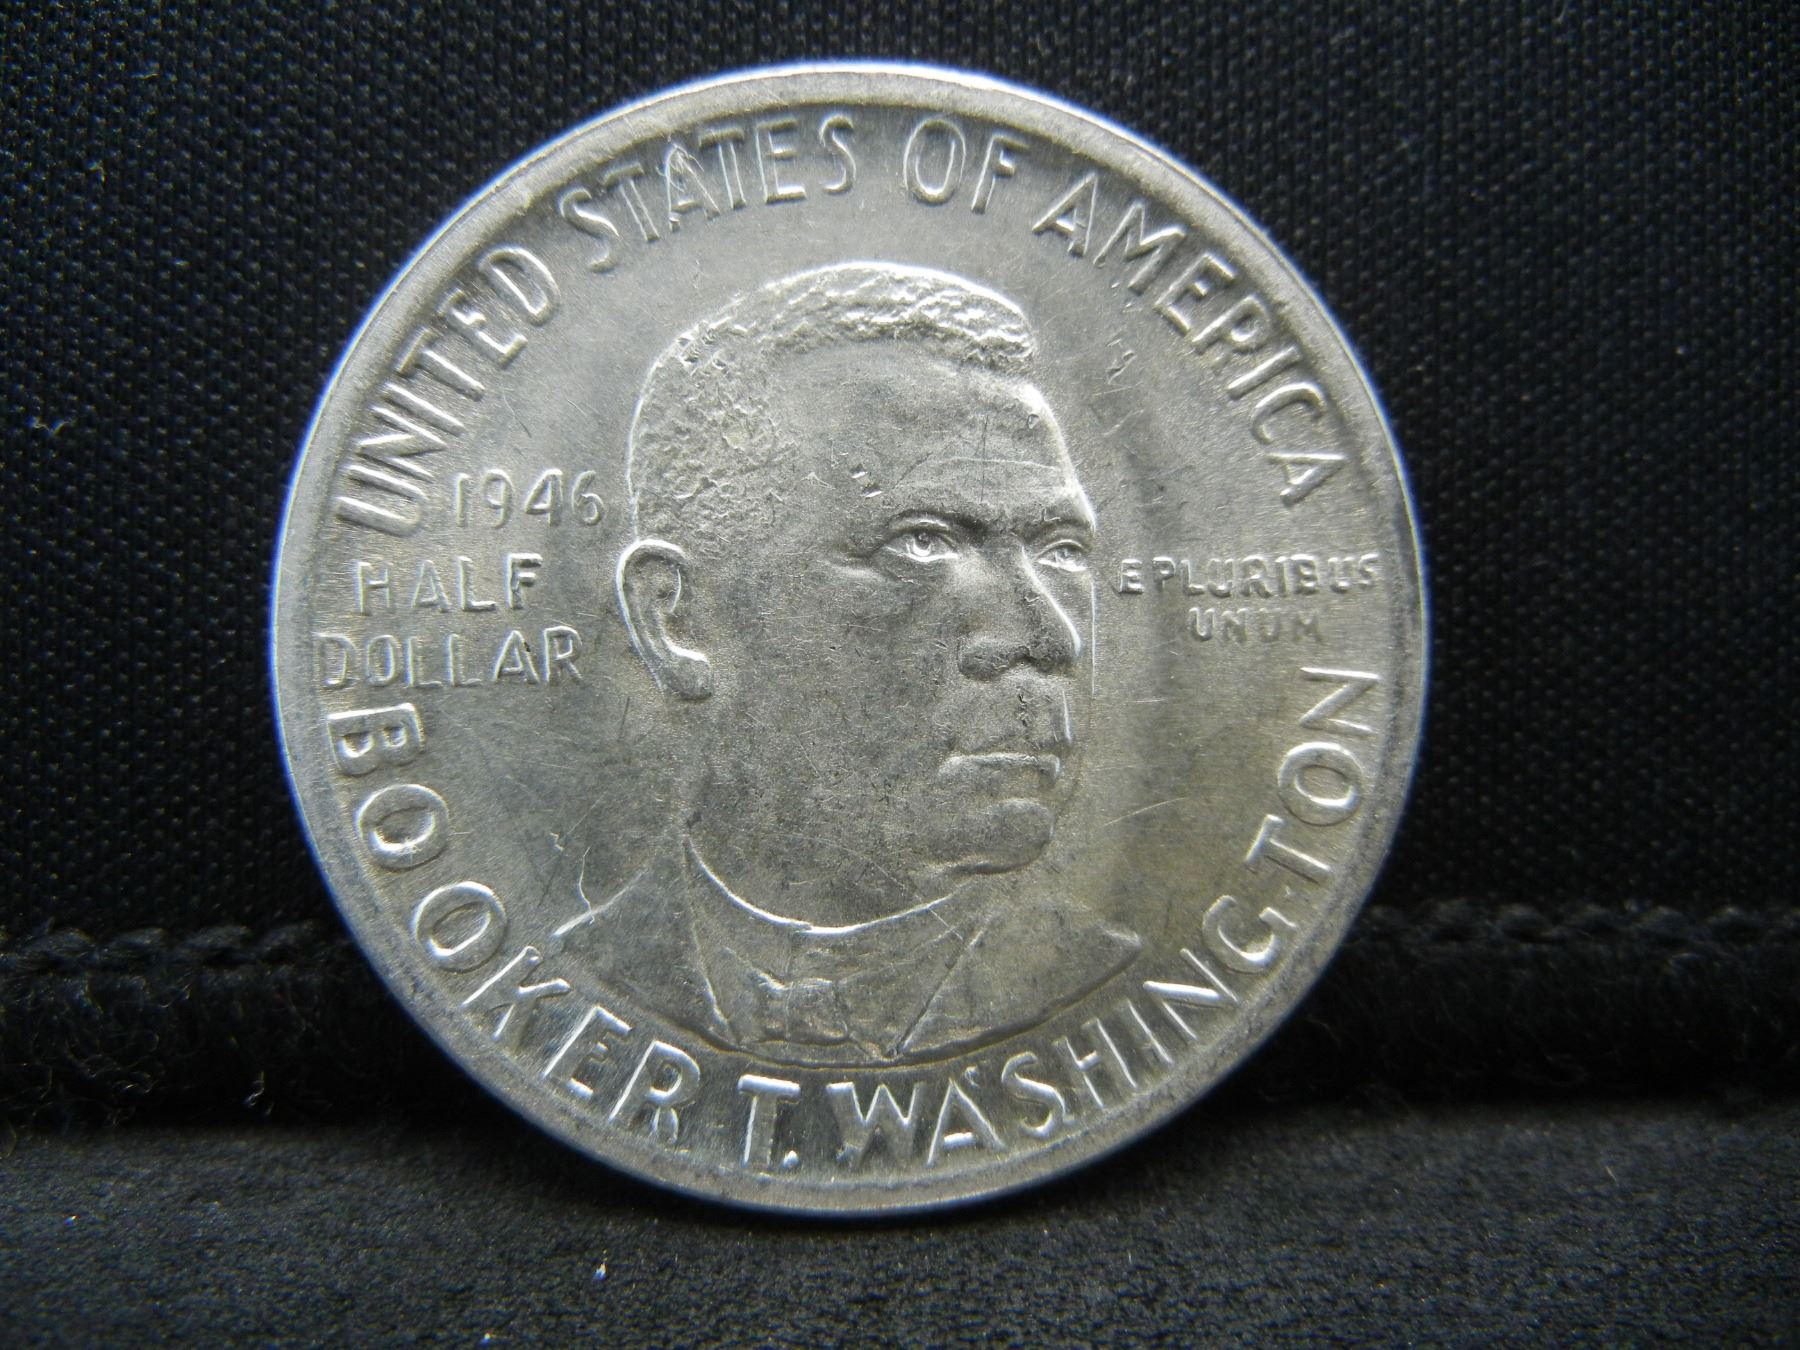 UNITED STATES OF AMERICA
1946
HALF
DOLLAR
E PLURIBUS
UNUM
BOOKER T. WASHINGTON